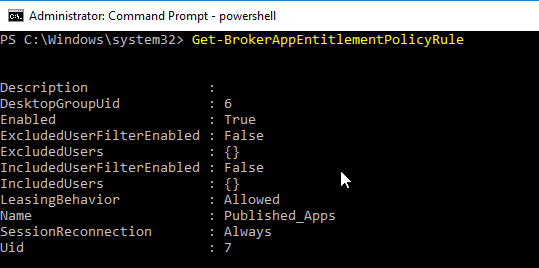 Administrator: Command Prompt - powershell
PS C:\Windows\system32> Get-BrokerAppEntitlementPolicyRule
Description :
DesktopGroupUid : 6
Enabled : True
ExcludedUserFilterEnabled : False
ExcludedUsers : {}
IncludedUserFilterEnabled : False
IncludedUsers : {}
LeasingBehavior : Allowed
Name : Published_Apps
SessionReconnection : Always
Uid : 7